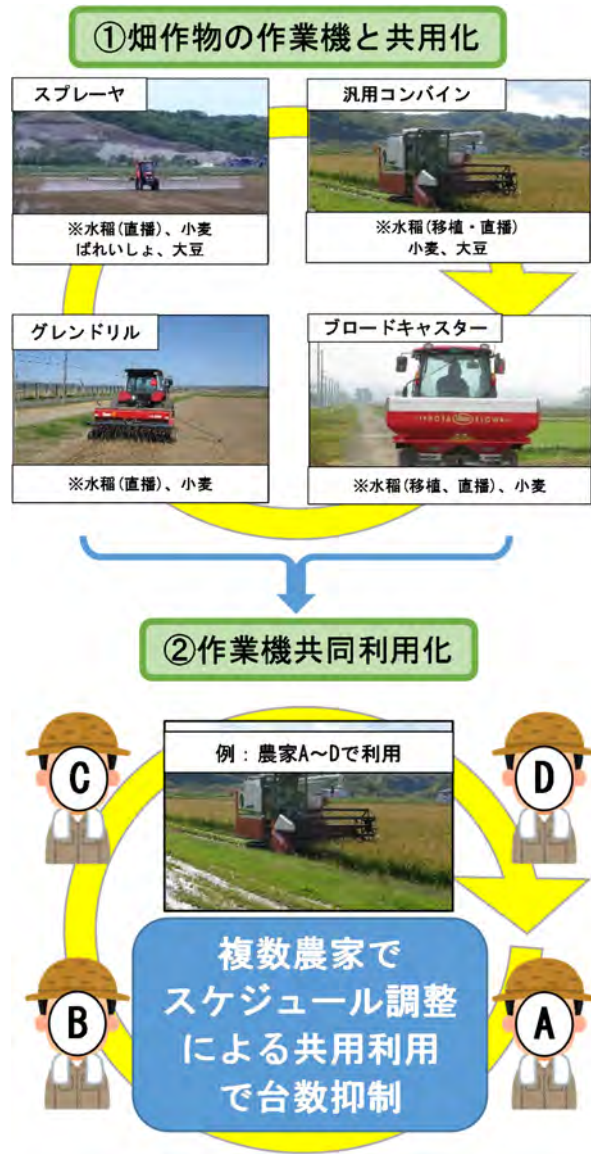 ①畑作物の作業機と共用化
スプレーヤ
※水稲(直播)、小麦
ばれいしょ、大豆
汎用コンバイン
※水稲(移植・直播)
小麦、大豆
グレンドリル
※水稲(直播)、小麦
ブロードキャスター
※水稲(移植、直播)、小麦
②作業機共同利用化
例：農家A～Dで利用
C
D
B
A
複数農家で
スケジュール調整
による共用利用
で台数抑制